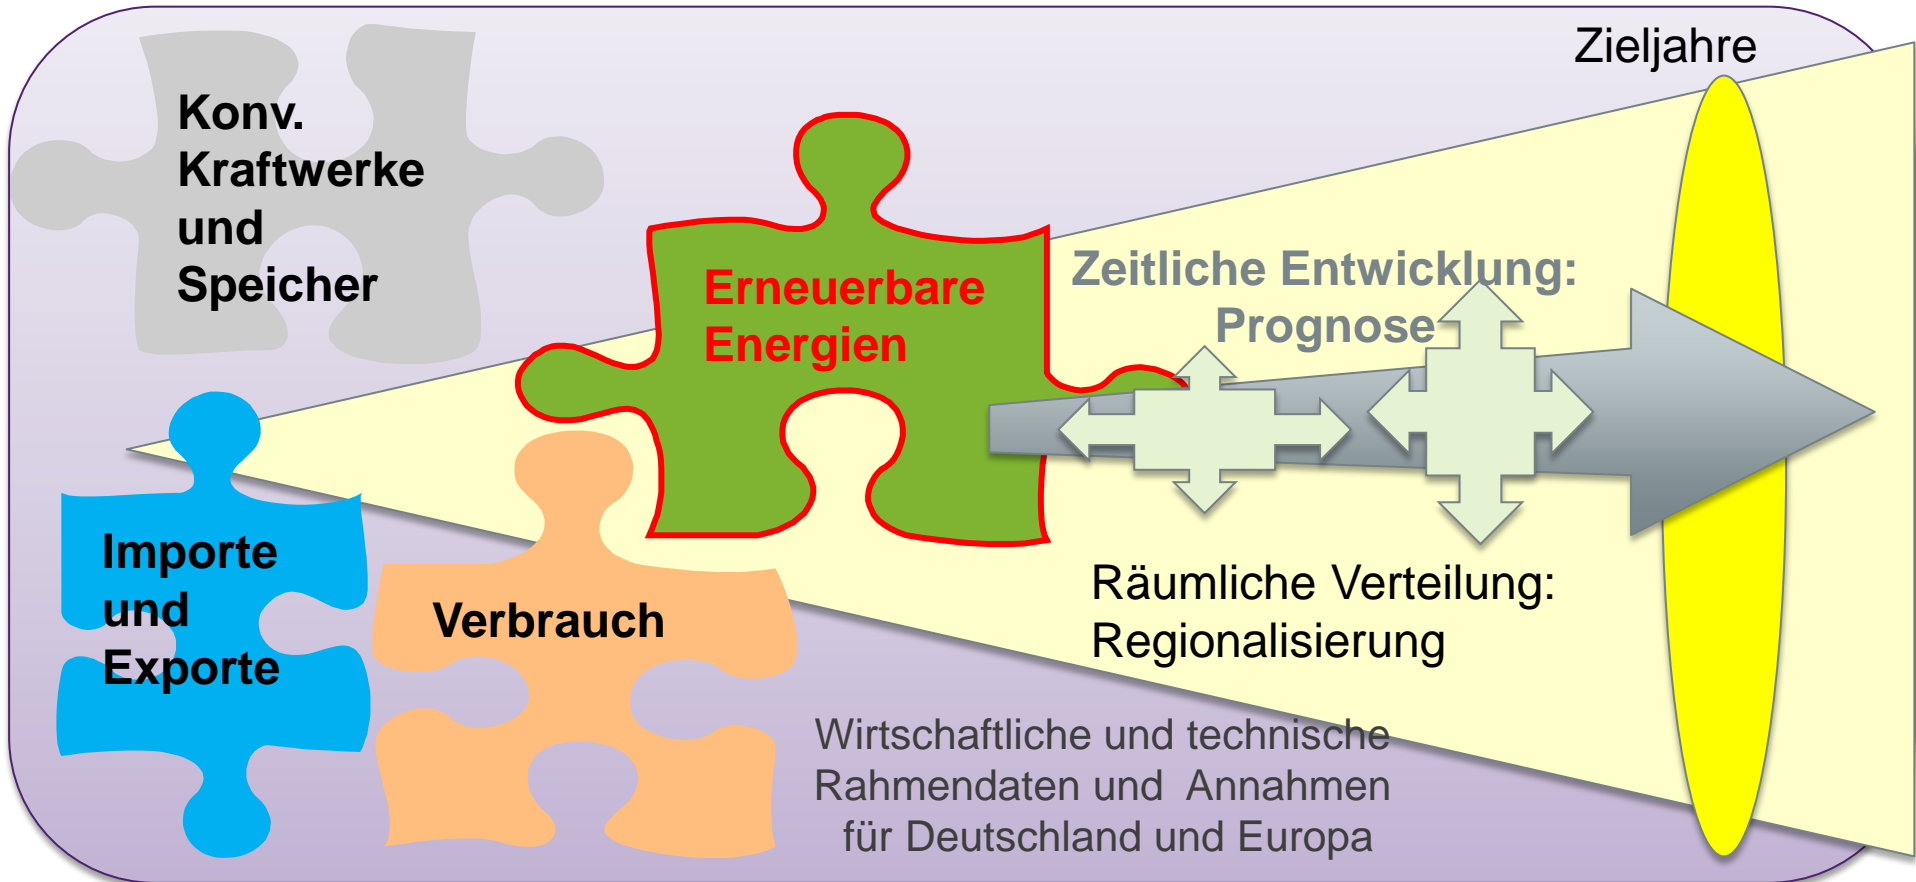 Zieljahre
Konv.
Kraftwerke
und
Speicher
Erneuerbare
Energien
Zeitliche Entwicklung:
Prognose
Importe
und
Exporte
Verbrauch
Räumliche Verteilung:
Regionalisierung
Wirtschaftliche und technische
Rahmendaten und  Annahmen
für Deutschland und Europa